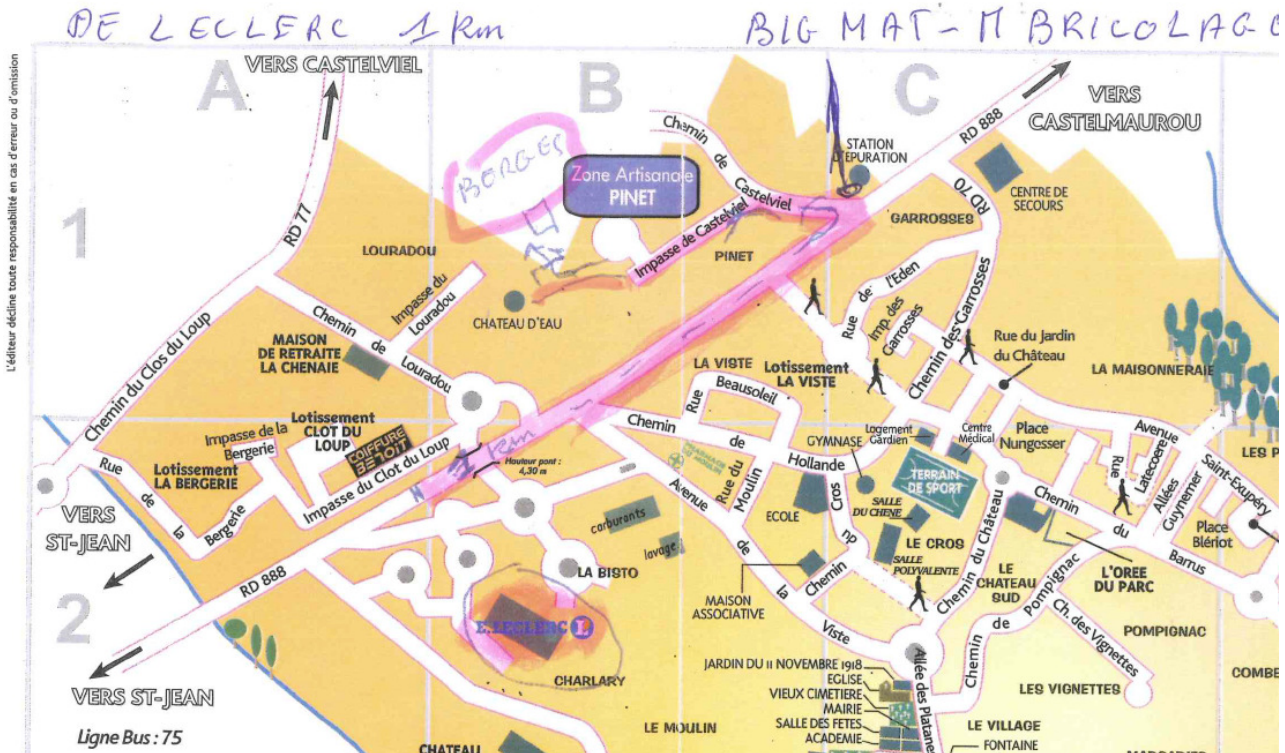 DE LECLERC 1 km
BIG MAT - M BRICOLAGE
L'éditeur décline toute responsabilité en cas d'erreur ou d'omission
A
B
C
1
2
VERS CASTELVIEL
RD 77
BORGES
Zone Artisanale
PINET
Chemin de Castelviel
Impasse de Castelviel
STATION
D'EPURATION
RD 888
VERS
CASTELMAUROU
CENTRE DE
SECOURS
RD 70
GARROSSES
PINET
LOURADOU
Impasse du
Louradou
CHATEAU D'EAU
Chemin de Louradou
MAISON
DE RETRAITE
LA CHENAIE
Chemin du Clos du Loup
Rue de l'Eden
Imp. des
Garrosses
Chemin des Garrosses
Rue du Jardin
du Château
LA MAISONNERAIE
LA VISTE
Lotissement
LA VISTE
Rue Beausoleil
Lotissement
CLOT DU
LOUP
COIFFURE
BENOIT
Impasse de la
Bergerie
Lotissement
LA BERGERIE
Rue de la Bergerie
Impasse du Clot du Loup
1 km
Hauteur pont :
4,30 m
Chemin de Hollande
PHARMACIE
DU MOULIN
Rue du
Moulin
Avenue de la Viste
GYMNASE
Logement
Gardien
Centre
Médical
Place
Nungesser
Avenue
Latecoere
Rue
Allées
Guynemer
Saint-Exupéry
LES P
Place
Blériot
TERRAIN
DE SPORT
SALLE
DU CHENE
ECOLE
Chemin du Cros
LE CROS
SALLE
POLYVALENTE
Chemin du Château
Chemin du Barrus
L'OREE
DU PARC
LE
CHATEAU
SUD
Chemin de Pompignac
Ch. des Vignettes
POMPIGNAC
COMBE
MAISON
ASSOCIATIVE
VERS
ST-JEAN
RD 888
carburants
lavage
LA BISTO
E.LECLERC L
CHARLARY
VERS ST-JEAN
Ligne Bus : 75
CHATEAU
LE MOULIN
JARDIN DU 11 NOVEMBRE 1918
EGLISE
VIEUX CIMETIERE
MAIRIE
SALLE DES FETES
ACADEMIE
Allée des Platanes
LES VIGNETTES
LE VILLAGE
FONTAINE